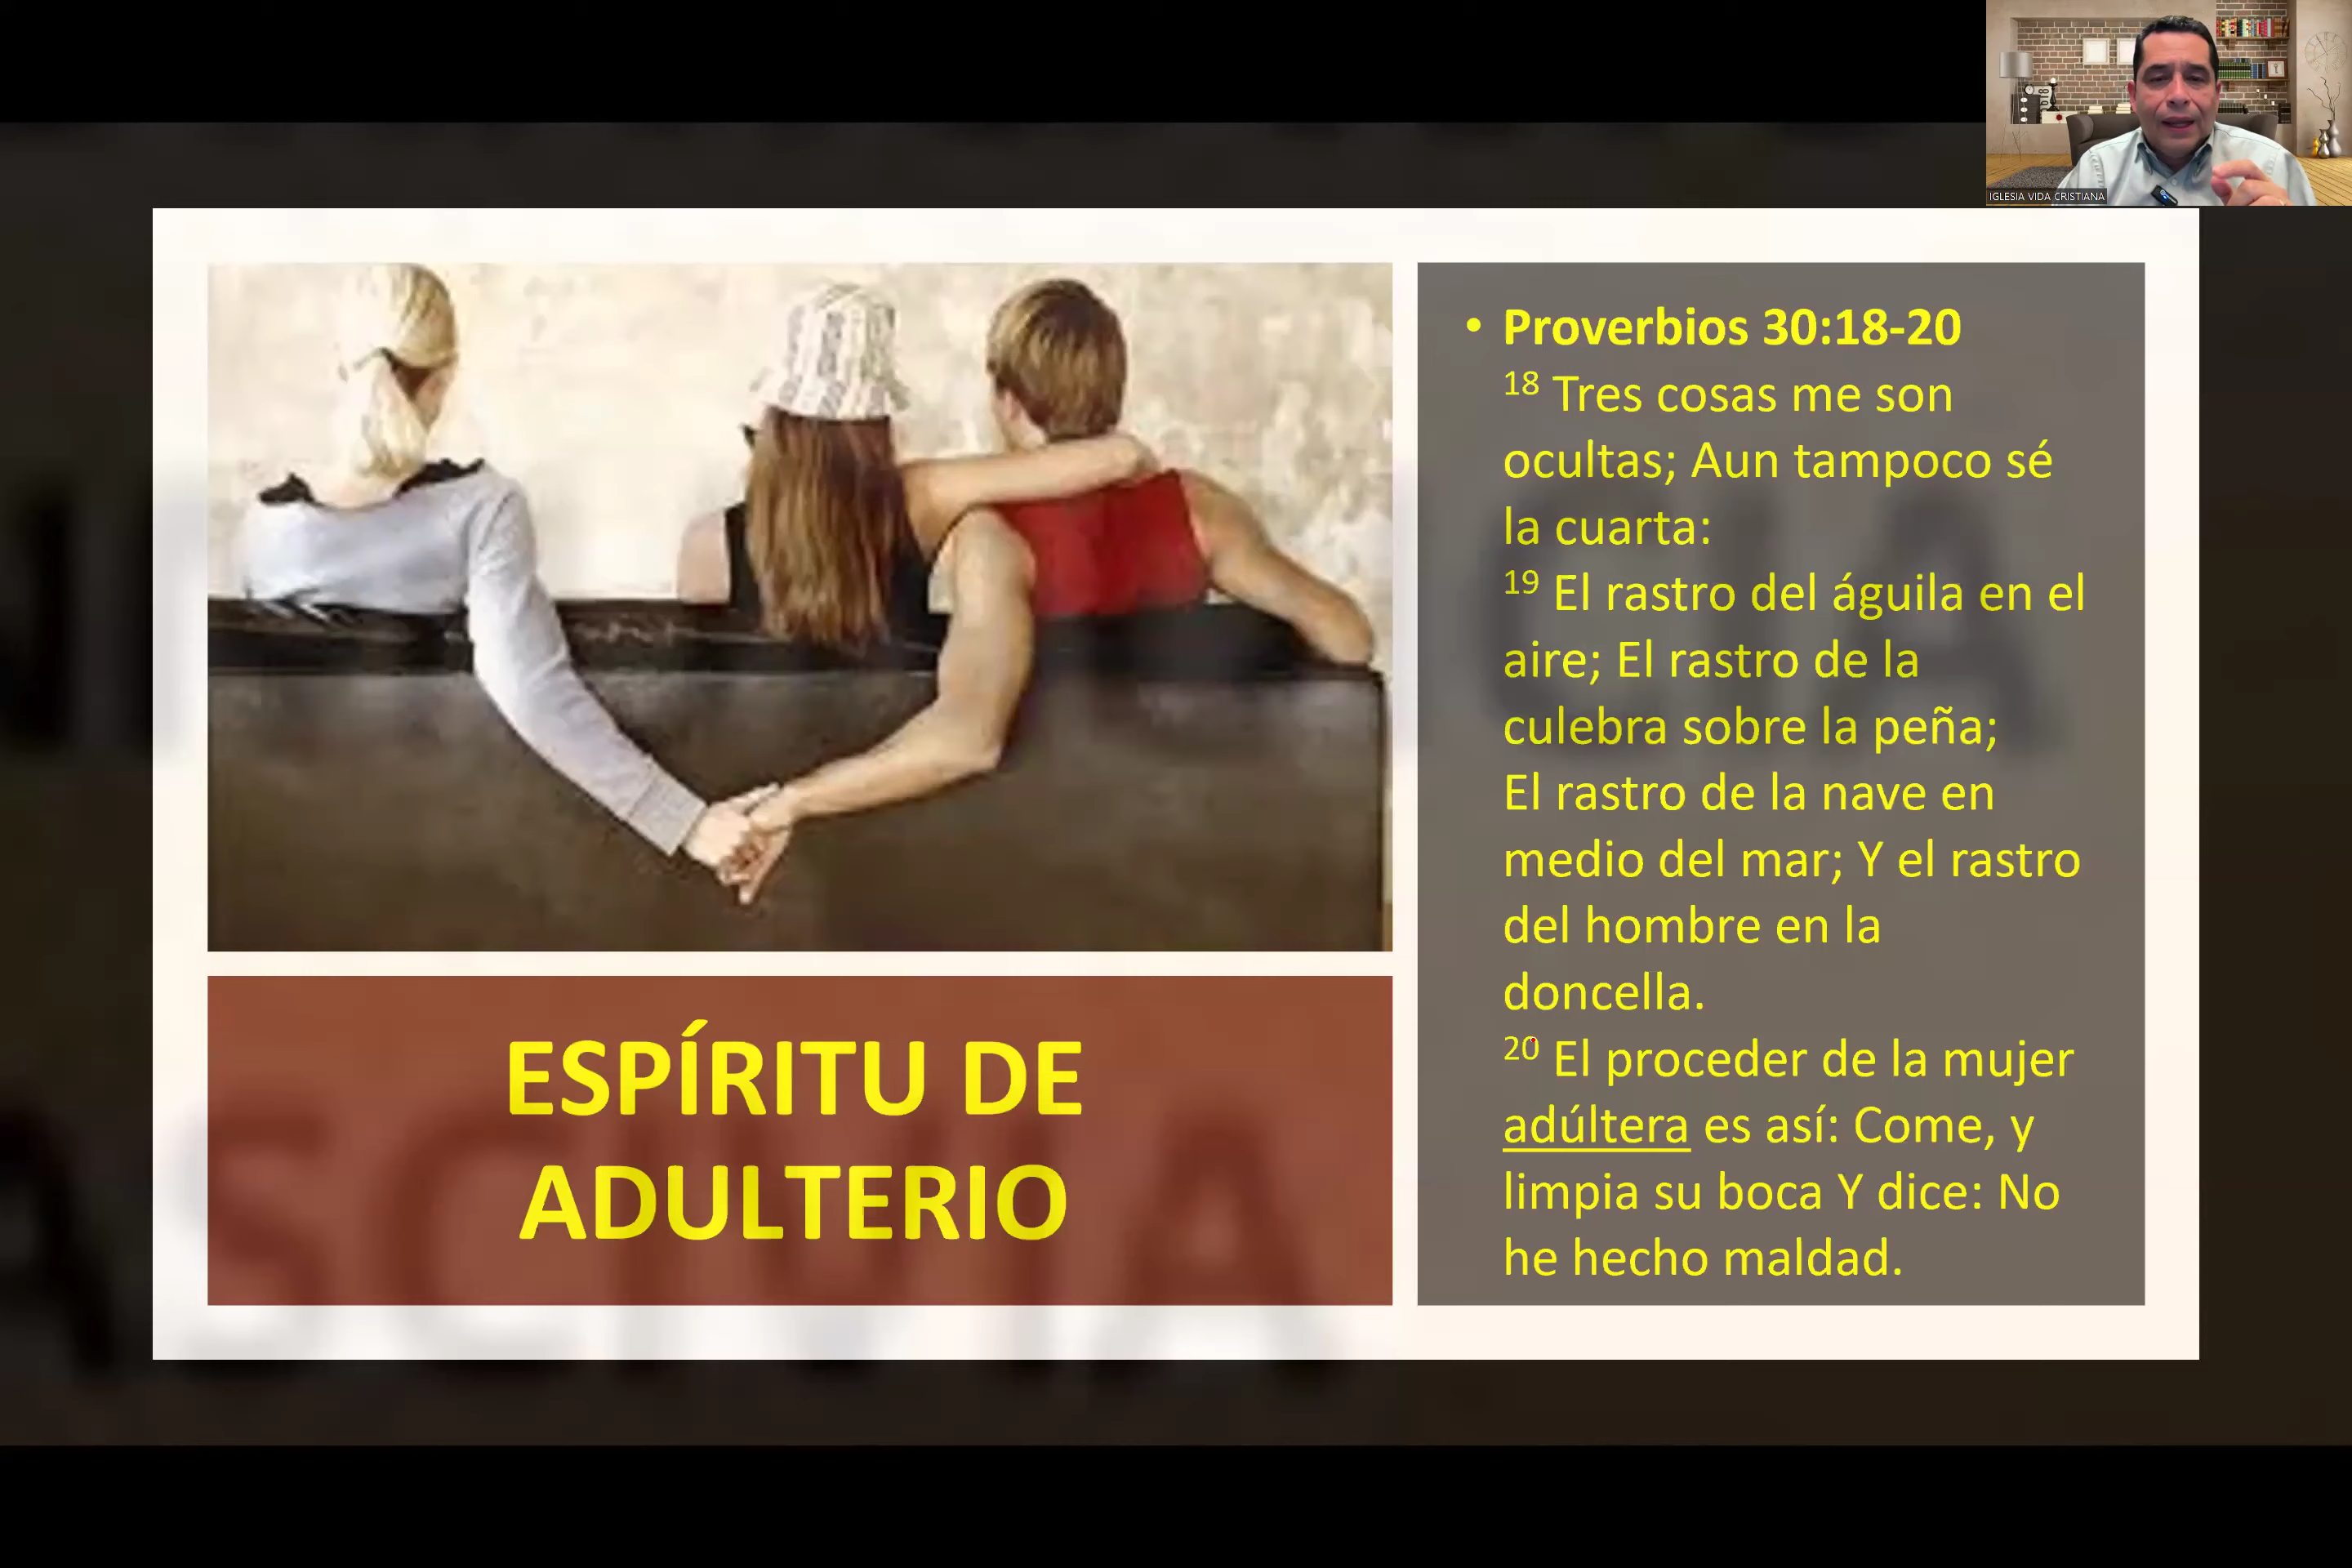 IGLESIA VIDA CRISTIANA
• Proverbios 30:18-20
18 Tres cosas me son
ocultas; Aun tampoco sé
la cuarta:
19 El rastro del águila en el
aire; El rastro de la
culebra sobre la peña;
El rastro de la nave en
medio del mar; Y el rastro
del hombre en la
doncella.
20 El proceder de la mujer
adúltera es así: Come, y
limpia su boca Y dice: No
he hecho maldad.
ESPÍRITU DE
ADULTERIO